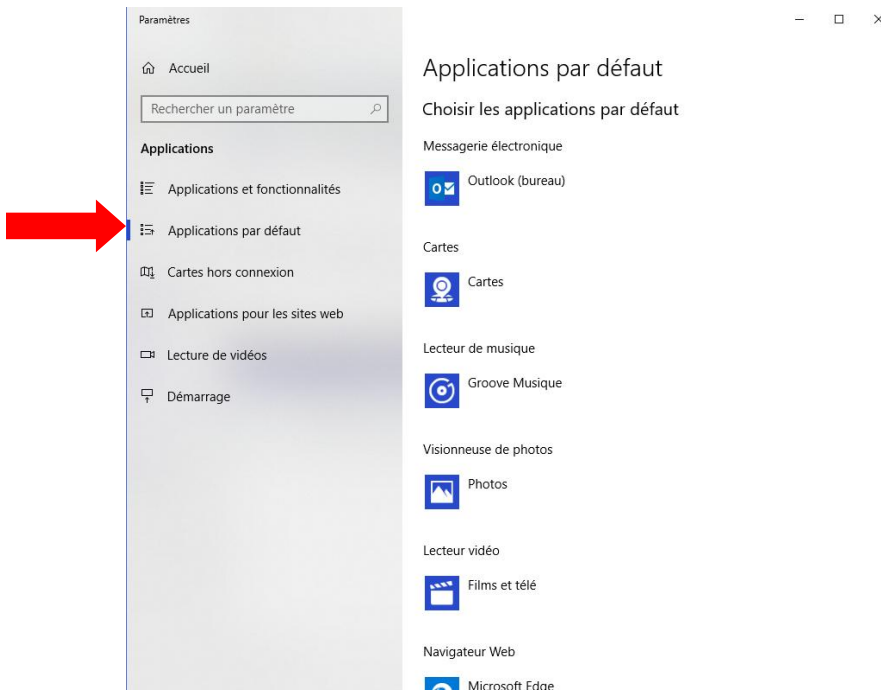 Paramètres
Accueil
Rechercher un paramètre
Applications
Applications et fonctionnalités
Applications par défaut
Cartes hors connexion
Applications pour les sites web
Lecture de vidéos
Démarrage
Applications par défaut
Choisir les applications par défaut
Messagerie électronique
Outlook (bureau)
Cartes
Cartes
Lecteur de musique
Groove Musique
Visionneuse de photos
Photos
Lecteur vidéo
Films et télé
Navigateur Web
Microsoft Edge